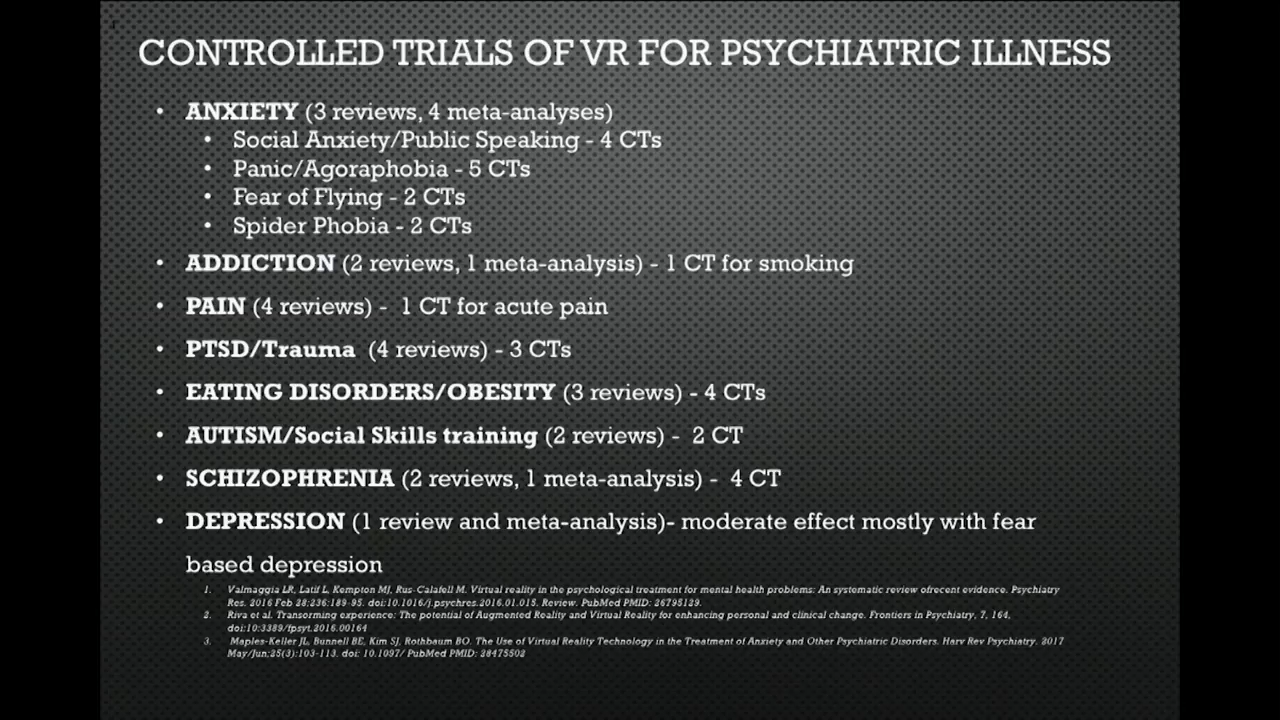 CONTROLLED TRIALS OF VR FOR PSYCHIATRIC ILLNESS
• ANXIETY (3 reviews, 4 meta-analyses)
• Social Anxiety/Public Speaking - 4 CTs
• Panic/Agoraphobia - 5 CTs
• Fear of Flying - 2 CTs
• Spider Phobia - 2 CTs
• ADDICTION (2 reviews, 1 meta-analysis) - 1 CT for smoking
• PAIN (4 reviews) - 1 CT for acute pain
• PTSD/Trauma (4 reviews) - 3 CTs
• EATING DISORDERS/OBESITY (3 reviews) - 4 CTs
• AUTISM/Social Skills training (2 reviews) - 2 CT
• SCHIZOPHRENIA (2 reviews, 1 meta-analysis) - 4 CT
• DEPRESSION (1 review and meta-analysis)- moderate effect mostly with fear
based depression
1. Valmaggia LR, Latif L, Kempton MJ, Rus-Calafell M. Virtual reality in the psychological treatment for mental health problems: An systematic review ofrecent evidence. Psychiatry
Res. 2016 Feb 28;236:189-95. doi:10.1016/j.psychres.2016.01.015. Review. PubMed PMID: 26795129.
2. Riva et al. Transorming experience: The potential of Augmented Reality and Virtual Reality for enhancing personal and clinical change. Frontiers in Psychiatry, 7, 164,
doi:10:3389/fpsyt.2016.00164
3. Maples-Keller JL, Bunnell BE, Kim SJ, Rothbaum BO. The Use of Virtual Reality Technology in the Treatment of Anxiety and Other Psychiatric Disorders. Harv Rev Psychiatry. 2017
May/Jun;25(3):103-113. doi: 10.1097/ PubMed PMID: 28475502